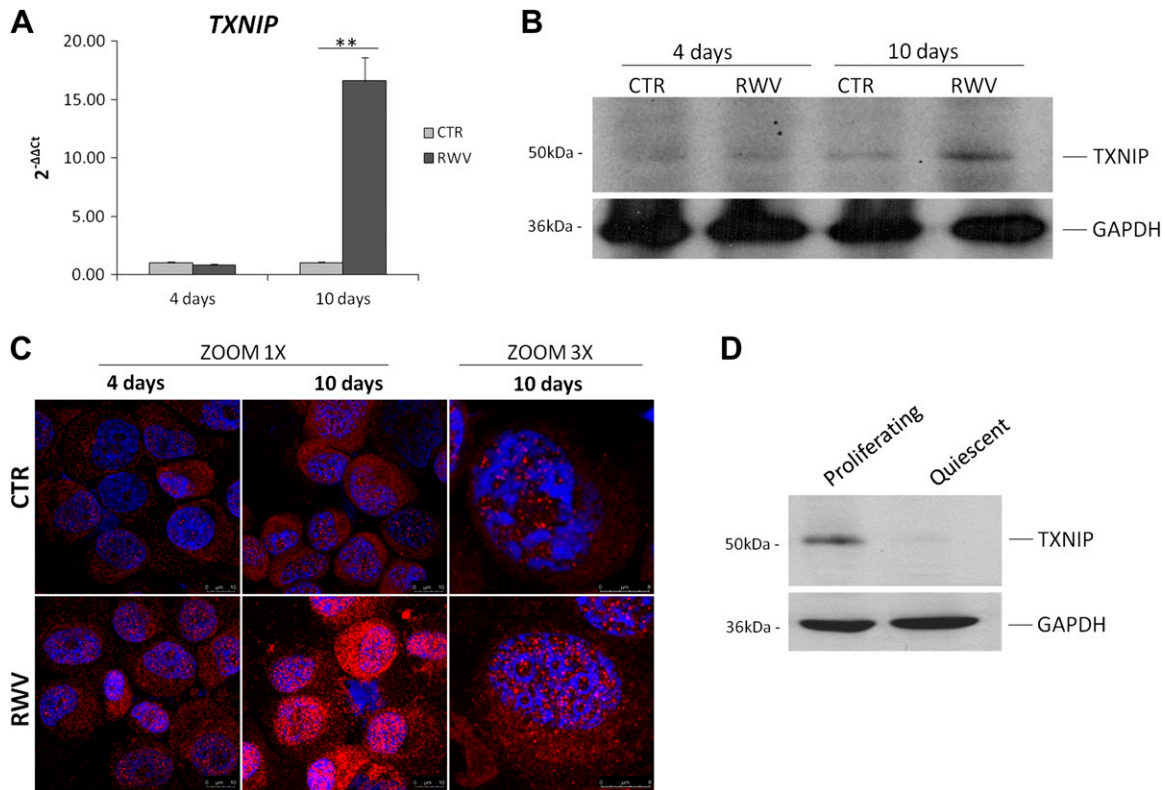 A
TXNIP
20.00
**
15.00
10.00
5.00
0.00
2^-ΔΔCt
CTR
RWV
4 days 10 days
B
4 days 10 days
CTR RWV CTR RWV
50kDa - TXNIP
36kDa - GAPDH
C
ZOOM 1X ZOOM 3X
4 days 10 days 10 days
CTR
RWV
D
Proliferating Quiescent
50kDa - TXNIP
36kDa - GAPDH